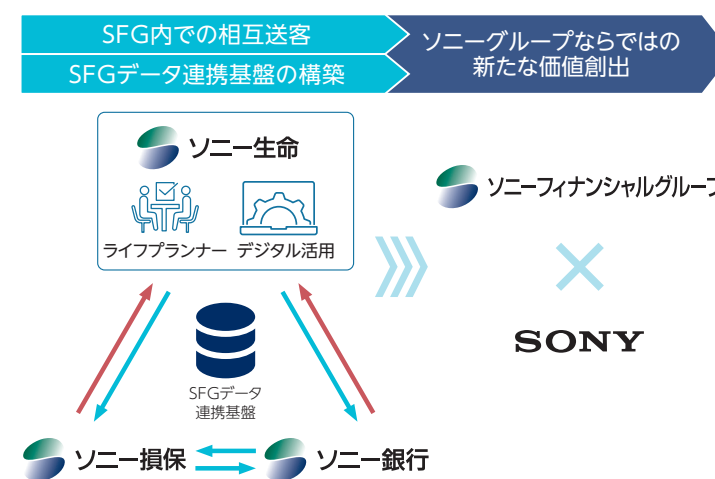 SFG内での相互送客
SFGデータ連携基盤の構築
ソニーグループならではの
新たな価値創出
ソニー生命
ライフプランナー
デジタル活用
ソニーフィナンシャルグループ
SONY
SFGデータ
連携基盤
ソニー損保
ソニー銀行